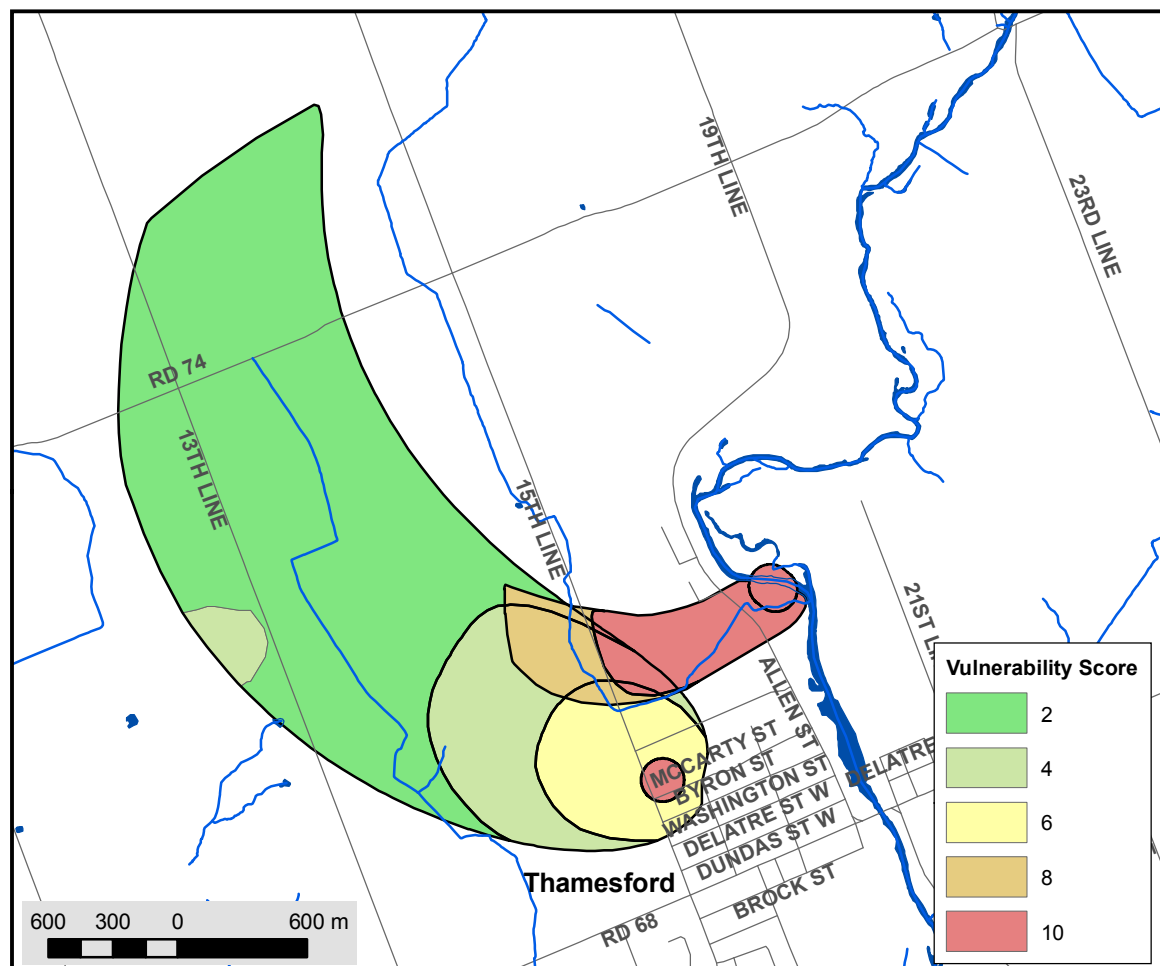 19TH LINE
23RD LINE
RD 74
13TH LINE
15TH LINE
21ST LI
ALLEN ST
MCCARTY ST
BYRON ST
WASHINGTON ST
DELATRE ST W
DUNDAS ST W
DELATRE
BROCK ST
RD 68
Thamesford
600 300 0 600 m
Vulnerability Score
2
4
6
8
10